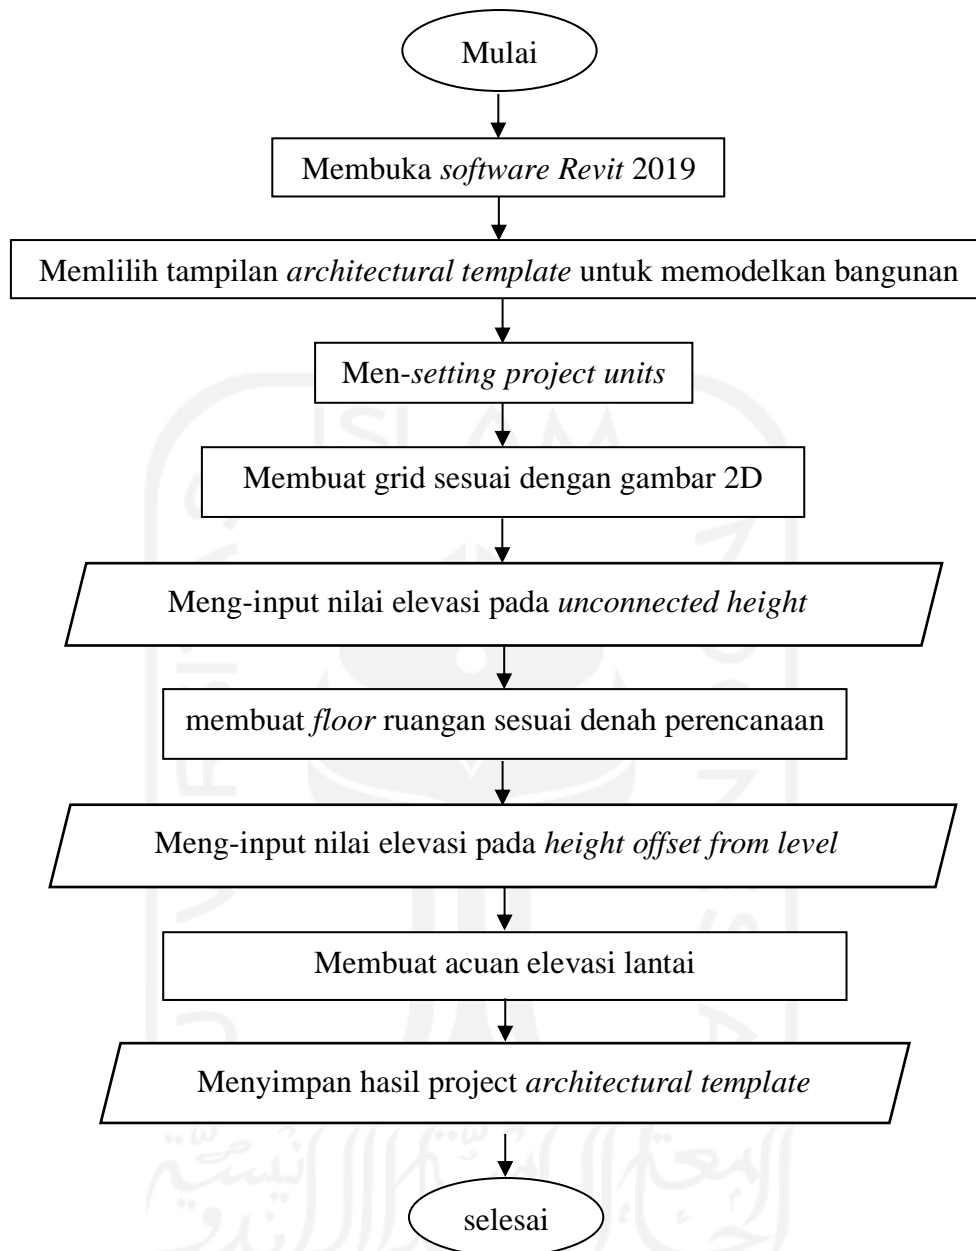 Mulai
Membuka software Revit 2019
Memlilih tampilan architectural template untuk memodelkan bangunan
Men-setting project units
Membuat grid sesuai dengan gambar 2D
Meng-input nilai elevasi pada unconnected height
membuat floor ruangan sesuai denah perencanaan
Meng-input nilai elevasi pada height offset from level
Membuat acuan elevasi lantai
Menyimpan hasil project architectural template
selesai